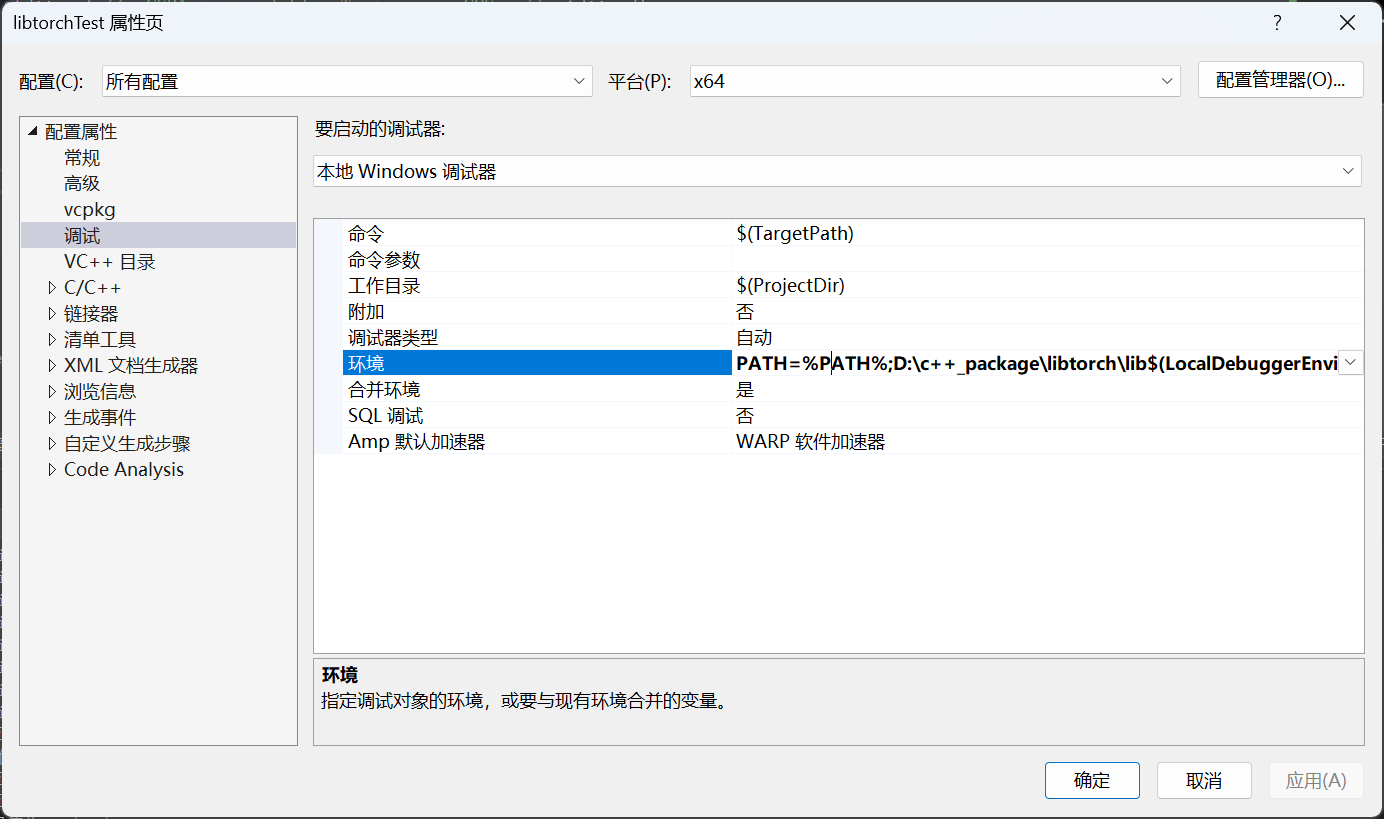 libtorchTest 属性页
?
配置(C):
所有配置
平台(P):
x64
配置管理器(O)...
配置属性
常规
高级
vcpkg
调试
VC++ 目录
C/C++
链接器
清单工具
XML 文档生成器
浏览信息
生成事件
自定义生成步骤
Code Analysis
要启动的调试器:
本地 Windows 调试器
命令 $(TargetPath)
命令参数
工作目录 $(ProjectDir)
附加 否
调试器类型 自动
环境 PATH=%PATH%;D:\c++_package\libtorch\lib$(LocalDebuggerEnvi
合并环境 是
SQL 调试 否
Amp 默认加速器 WARP 软件加速器
环境
指定调试对象的环境，或要与现有环境合并的变量。
确定
取消
应用(A)